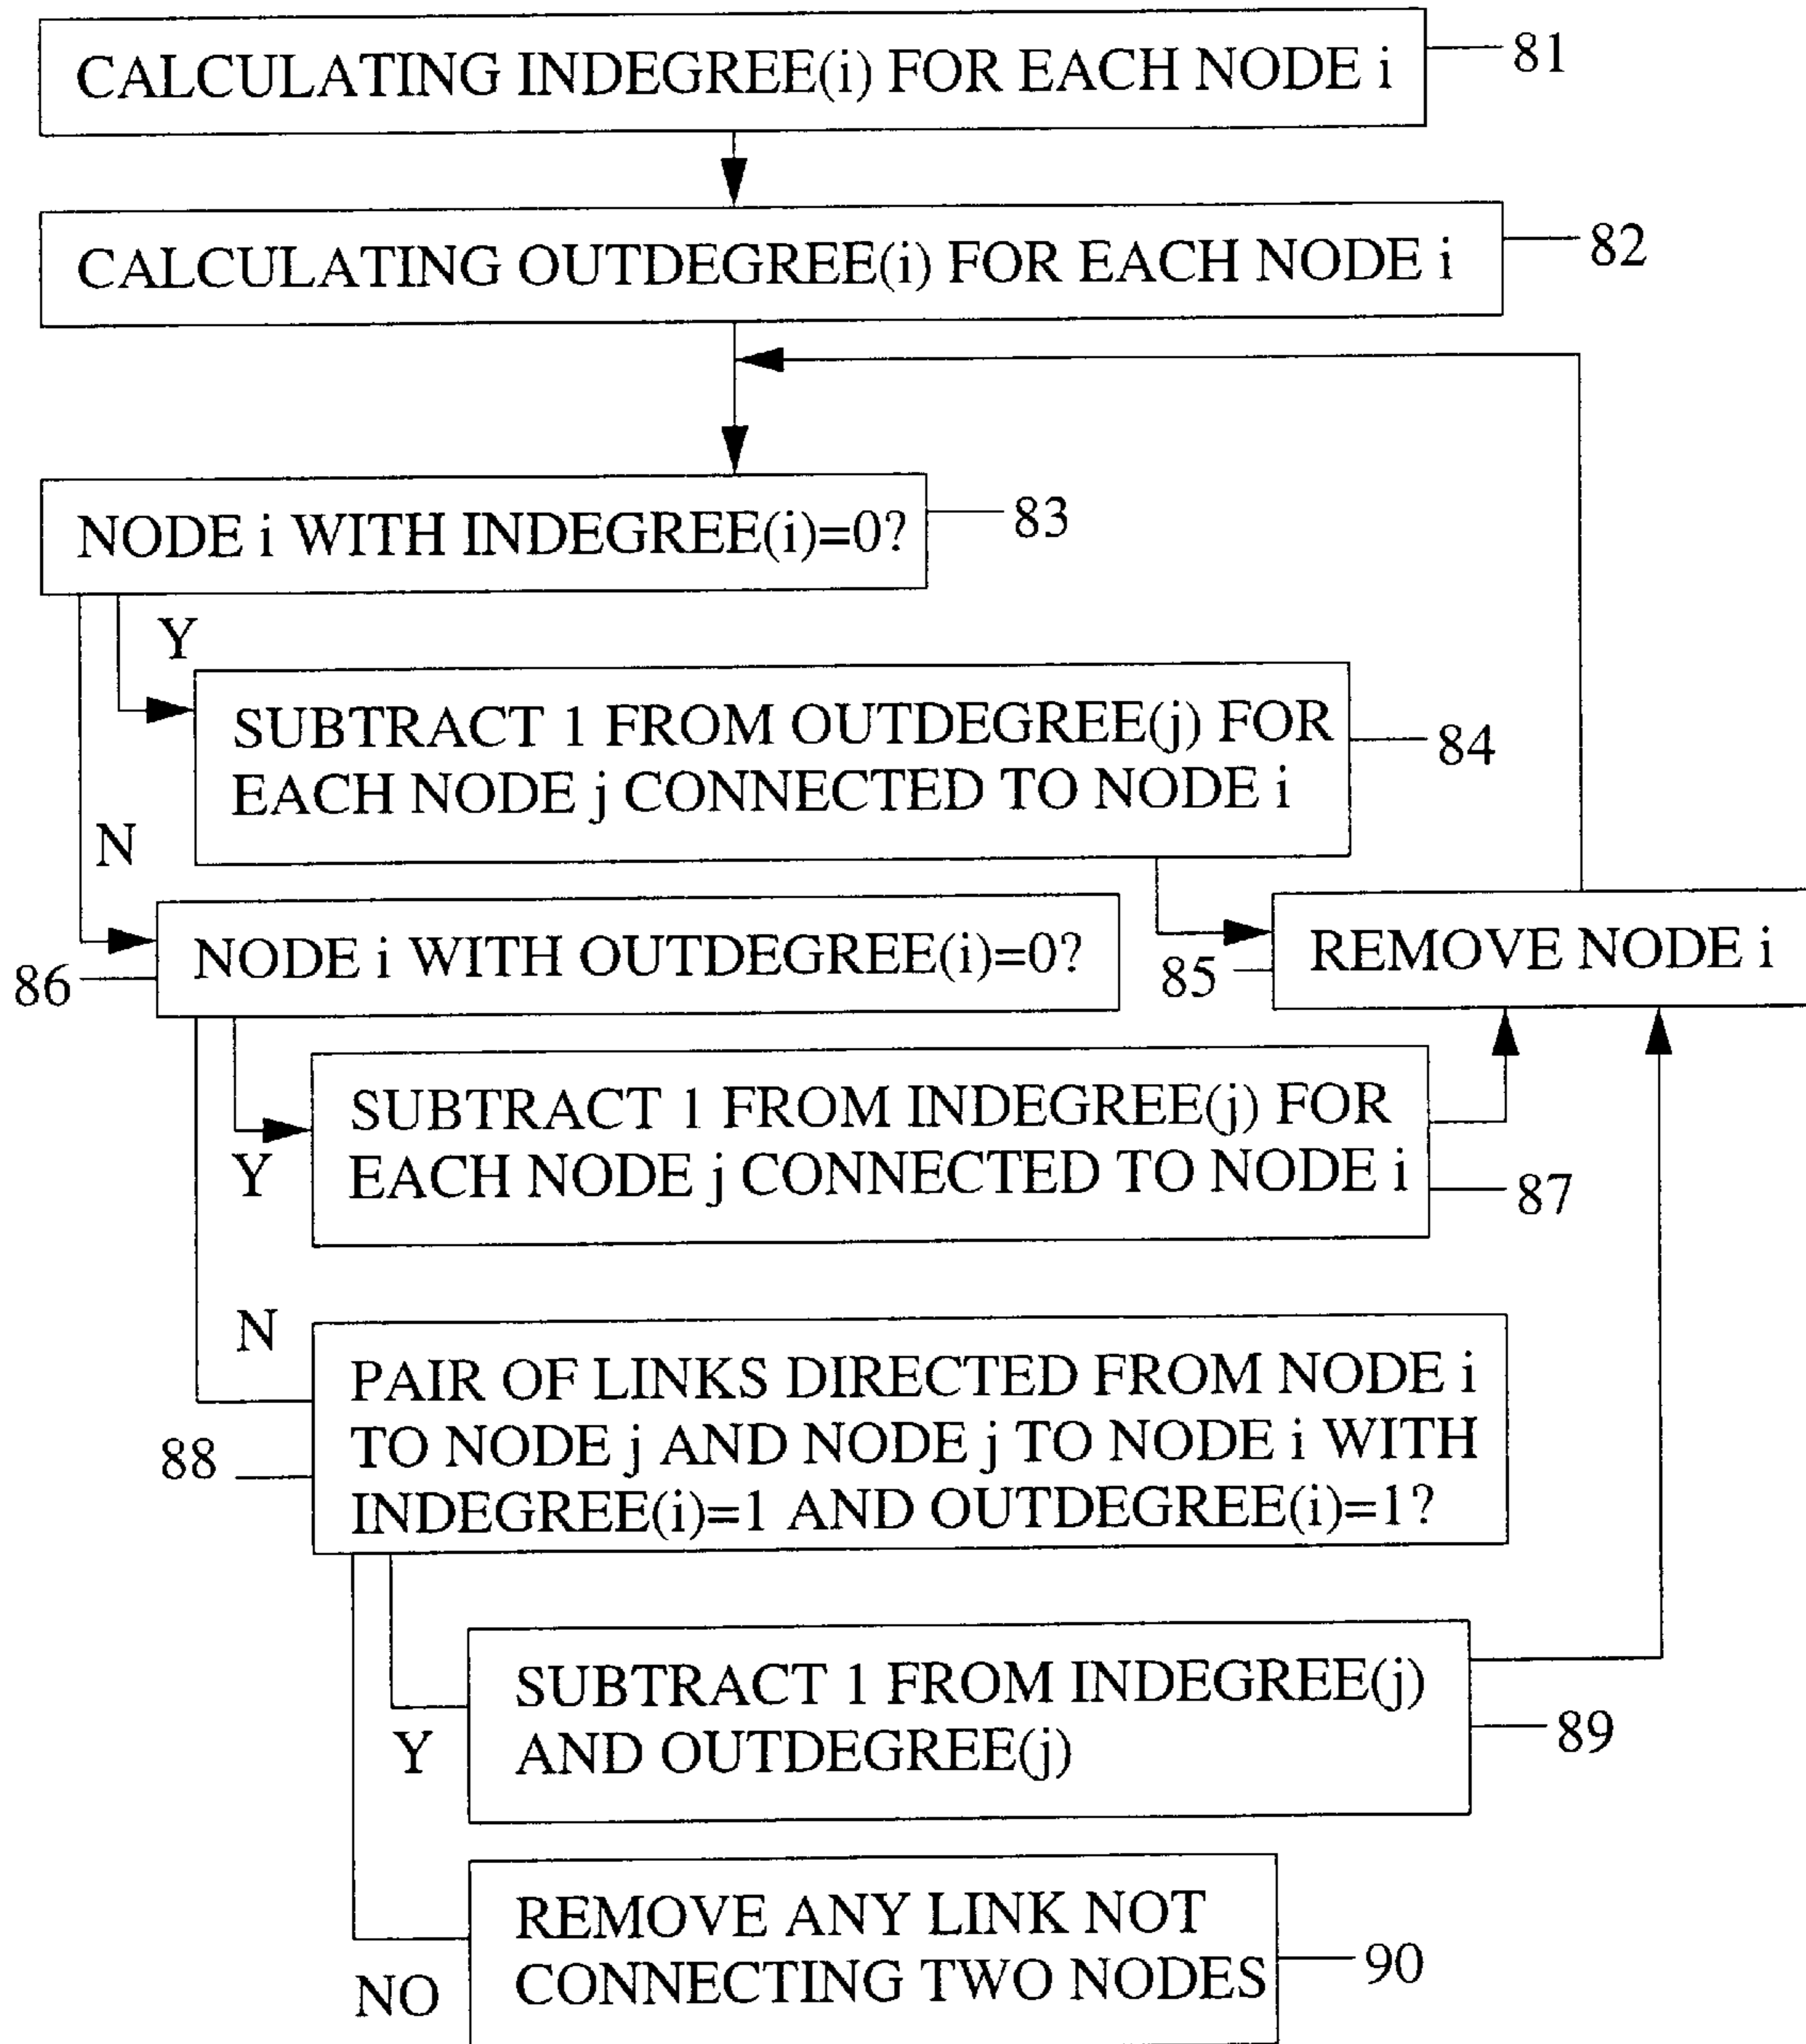 CALCULATING INDEGREE(i) FOR EACH NODE i
81
CALCULATING OUTDEGREE(i) FOR EACH NODE i
82
NODE i WITH INDEGREE(i)=0?
83
Y
SUBTRACT 1 FROM OUTDEGREE(j) FOR
EACH NODE j CONNECTED TO NODE i
84
N
NODE i WITH OUTDEGREE(i)=0?
86
REMOVE NODE i
85
SUBTRACT 1 FROM INDEGREE(j) FOR
EACH NODE j CONNECTED TO NODE i
Y
87
N
PAIR OF LINKS DIRECTED FROM NODE i
TO NODE j AND NODE j TO NODE i WITH
INDEGREE(i)=1 AND OUTDEGREE(i)=1?
88
SUBTRACT 1 FROM INDEGREE(j)
AND OUTDEGREE(j)
Y
89
REMOVE ANY LINK NOT
CONNECTING TWO NODES
90
NO